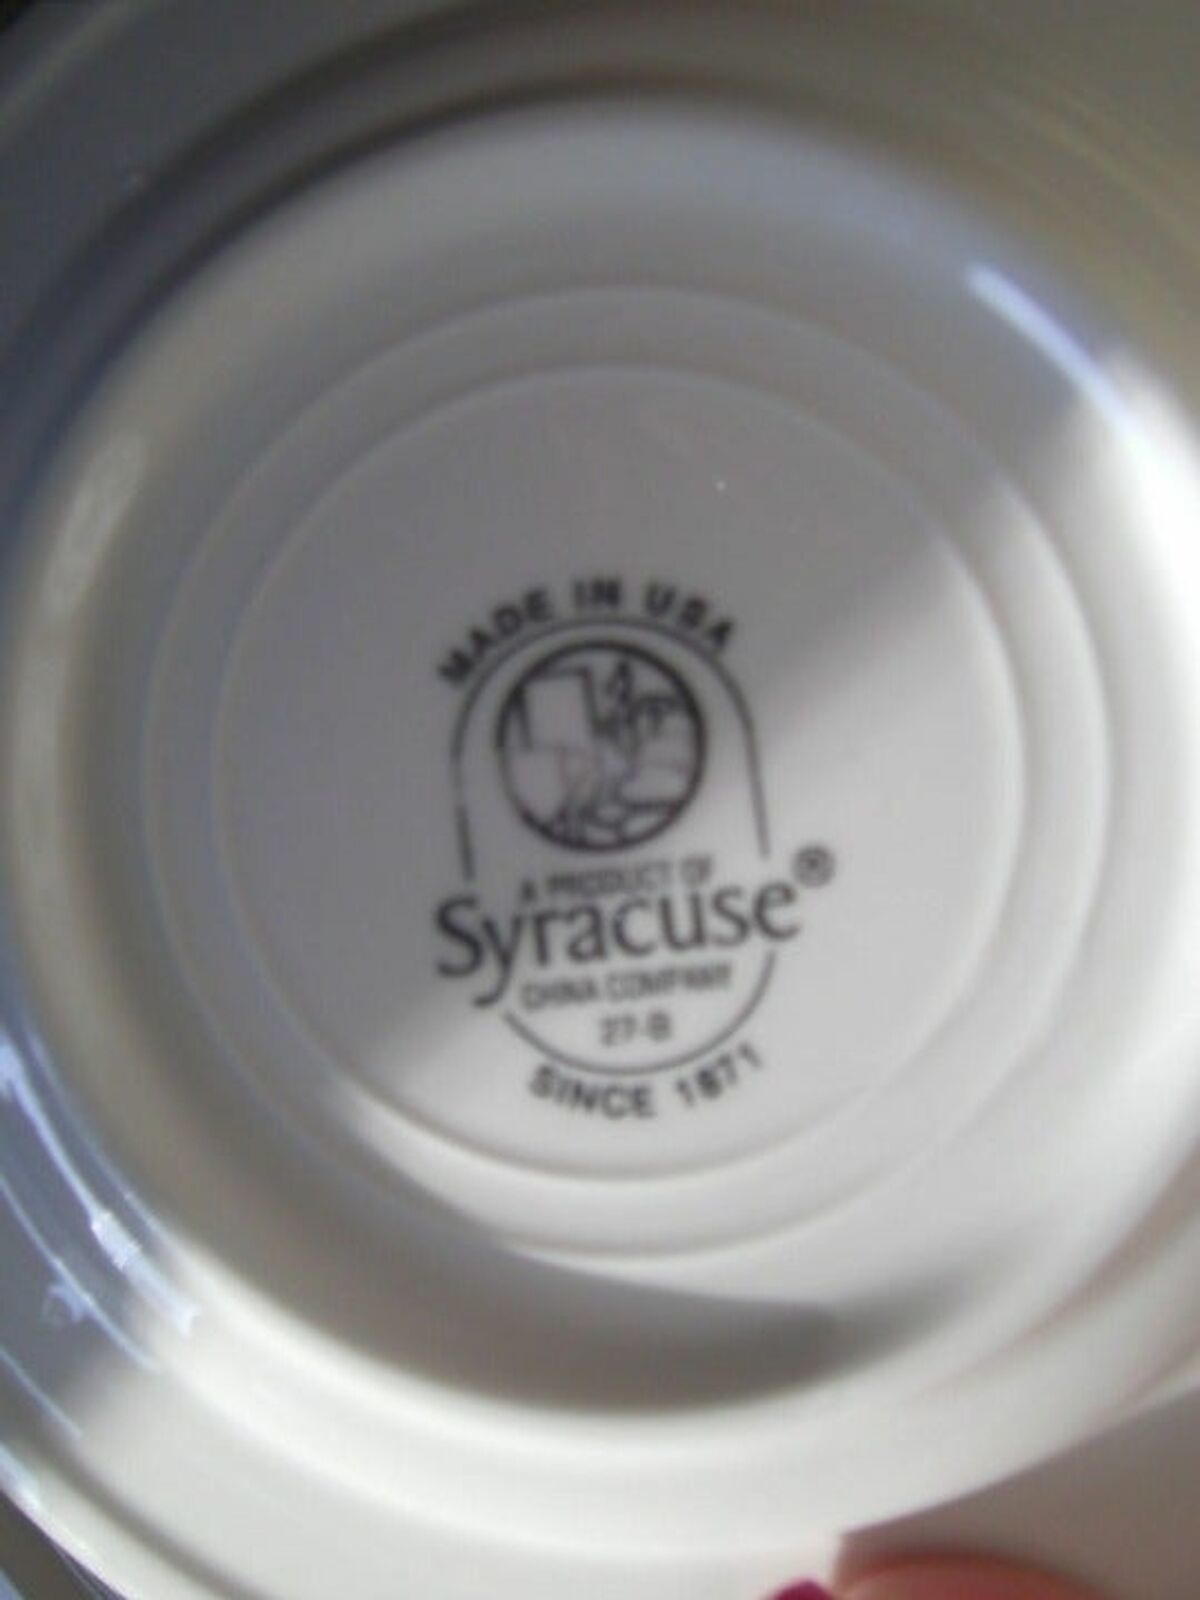 MADE IN USA
A PRODUCT OF
Syracuse®
CHINA COMPANY
27-B
SINCE 1871